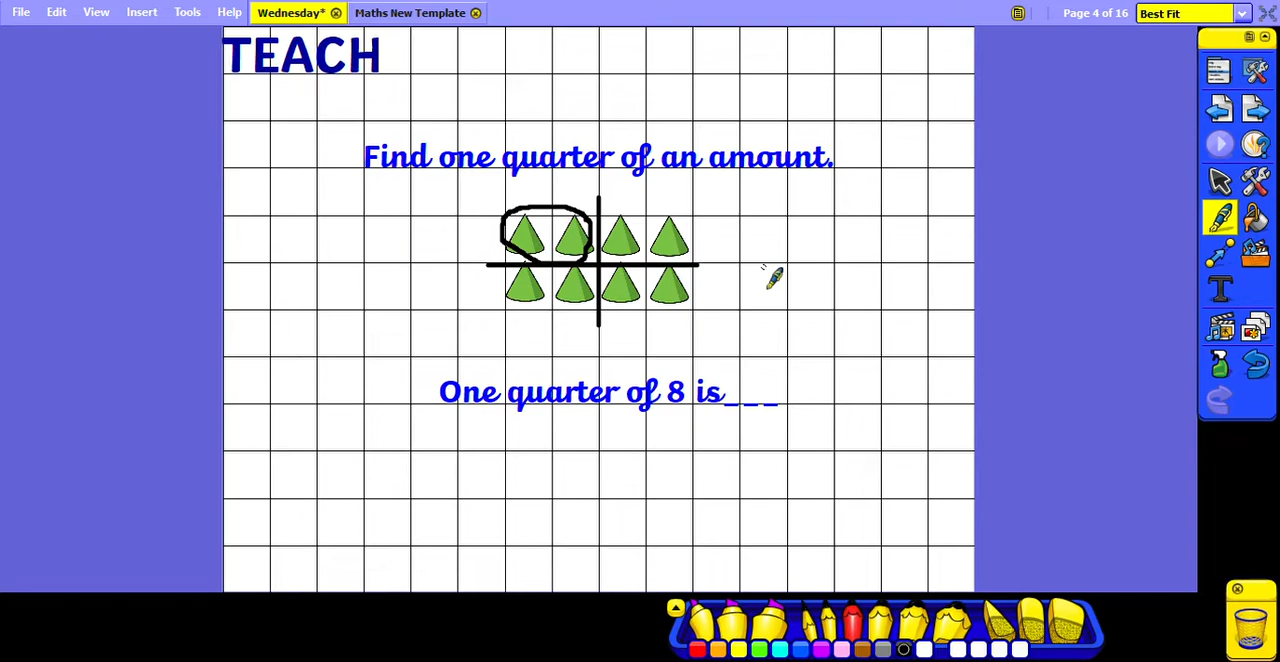 File Edit View Insert Tools Help Wednesday* Maths New Template Page 4 of 16 Best Fit
TEACH
Find one quarter of an amount.
One quarter of 8 is___
T